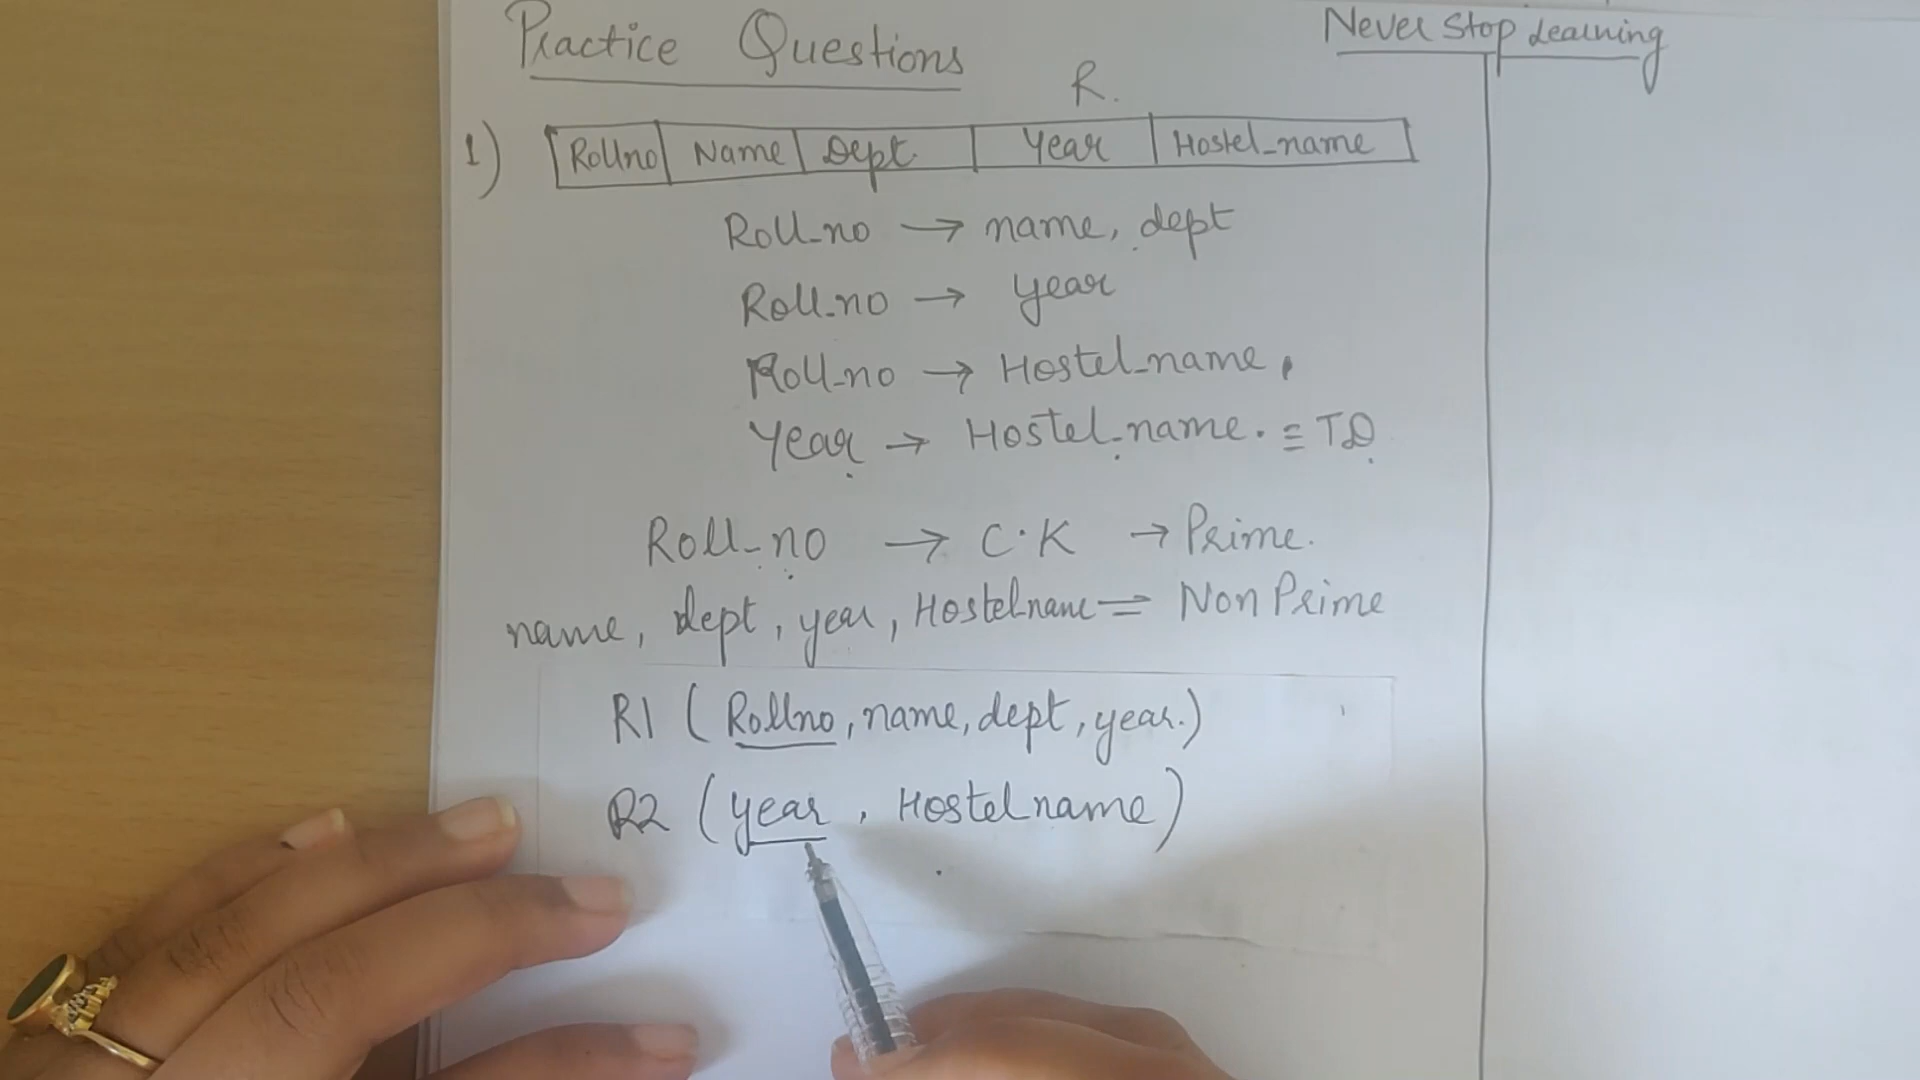 Practice Questions
Never Stop Learning
R.
1) Rollno Name Dept Year Hostel_name
Roll_no → name, dept
Roll_no → year
Roll_no → Hostel_name,
Year → Hostel_name. ≡ TD
Roll_no → C.K → Prime.
name, dept, year, Hostelname = Non Prime
R1 (Rollno, name, dept, year.)
R2 (year, Hostelname)